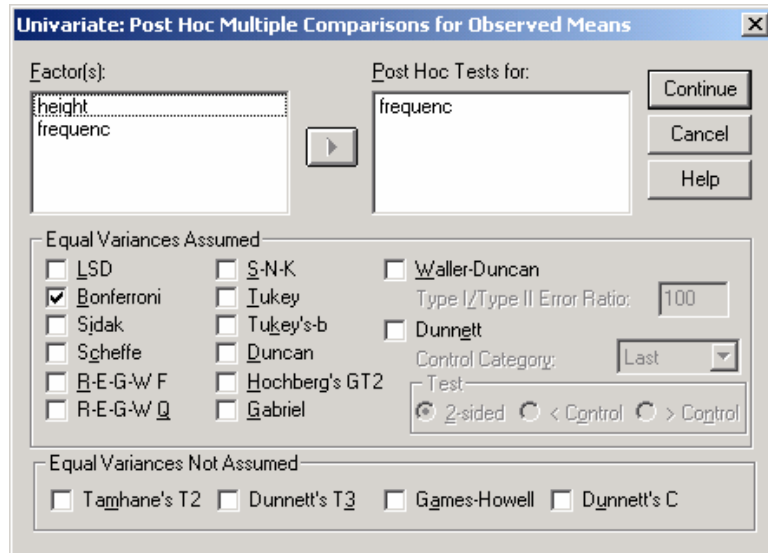 Univariate: Post Hoc Multiple Comparisons for Observed Means
Factor(s):
height
frequenc
Post Hoc Tests for:
frequenc
Continue
Cancel
Help
Equal Variances Assumed
LSD
Bonferroni
Sidak
Scheffe
R-E-G-W F
R-E-G-W Q
S-N-K
Tukey
Tukey's-b
Duncan
Hochberg's GT2
Gabriel
Waller-Duncan
Type I/Type II Error Ratio: 100
Dunnett
Control Category: Last
Test
2-sided < Control > Control
Equal Variances Not Assumed
Tamhane's T2 Dunnett's T3 Games-Howell Dunnett's C